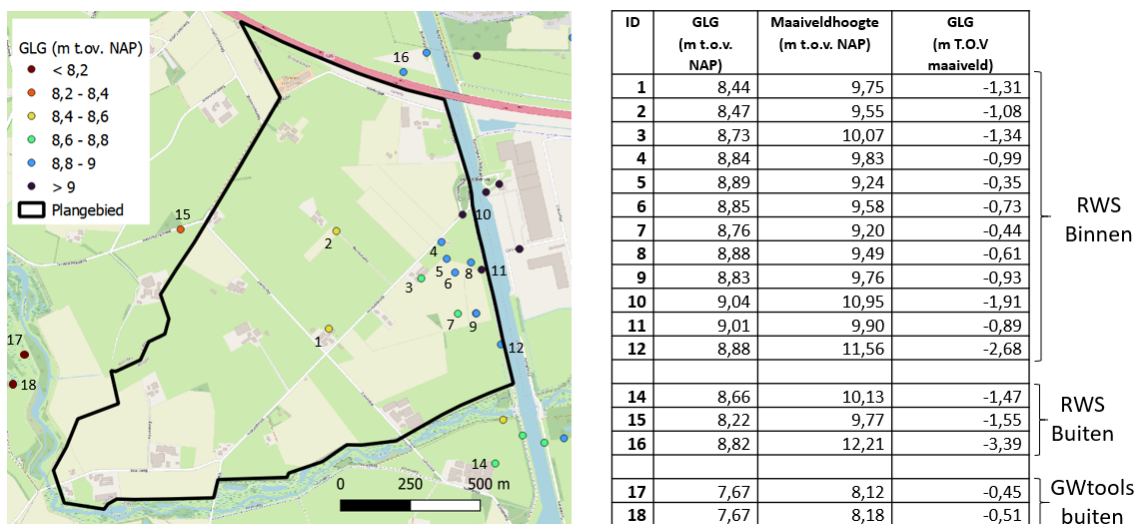 GLG (m t.ov. NAP)
< 8,2
8,2 - 8,4
8,4 - 8,6
8,6 - 8,8
8,8 - 9
> 9
Plangebied
16
15
10
2
4
5
8
11
6
3
7
9
1
12
17
18
14
0 250 500 m
ID GLG (m t.o.v. NAP) Maaiveldhoogte (m t.o.v. NAP) GLG (m T.O.V maaiveld)
1 8,44 9,75 -1,31
2 8,47 9,55 -1,08
3 8,73 10,07 -1,34
4 8,84 9,83 -0,99
5 8,89 9,24 -0,35
6 8,85 9,58 -0,73
7 8,76 9,20 -0,44
8 8,88 9,49 -0,61
9 8,83 9,76 -0,93
10 9,04 10,95 -1,91
11 9,01 9,90 -0,89
12 8,88 11,56 -2,68
RWS
Binnen
14 8,66 10,13 -1,47
15 8,22 9,77 -1,55
16 8,82 12,21 -3,39
RWS
Buiten
17 7,67 8,12 -0,45
18 7,67 8,18 -0,51
GWtools
buiten